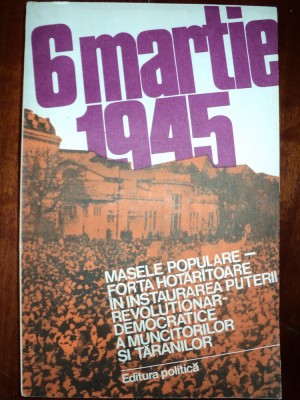 6 martie
1945
MASELE POPULARE —
FORȚA HOTĂRÎTOARE
ÎN INSTAURAREA PUTERII
REVOLUȚIONAR-
DEMOCRATICE
A MUNCITORILOR
ȘI ȚĂRANILOR
Editura politică